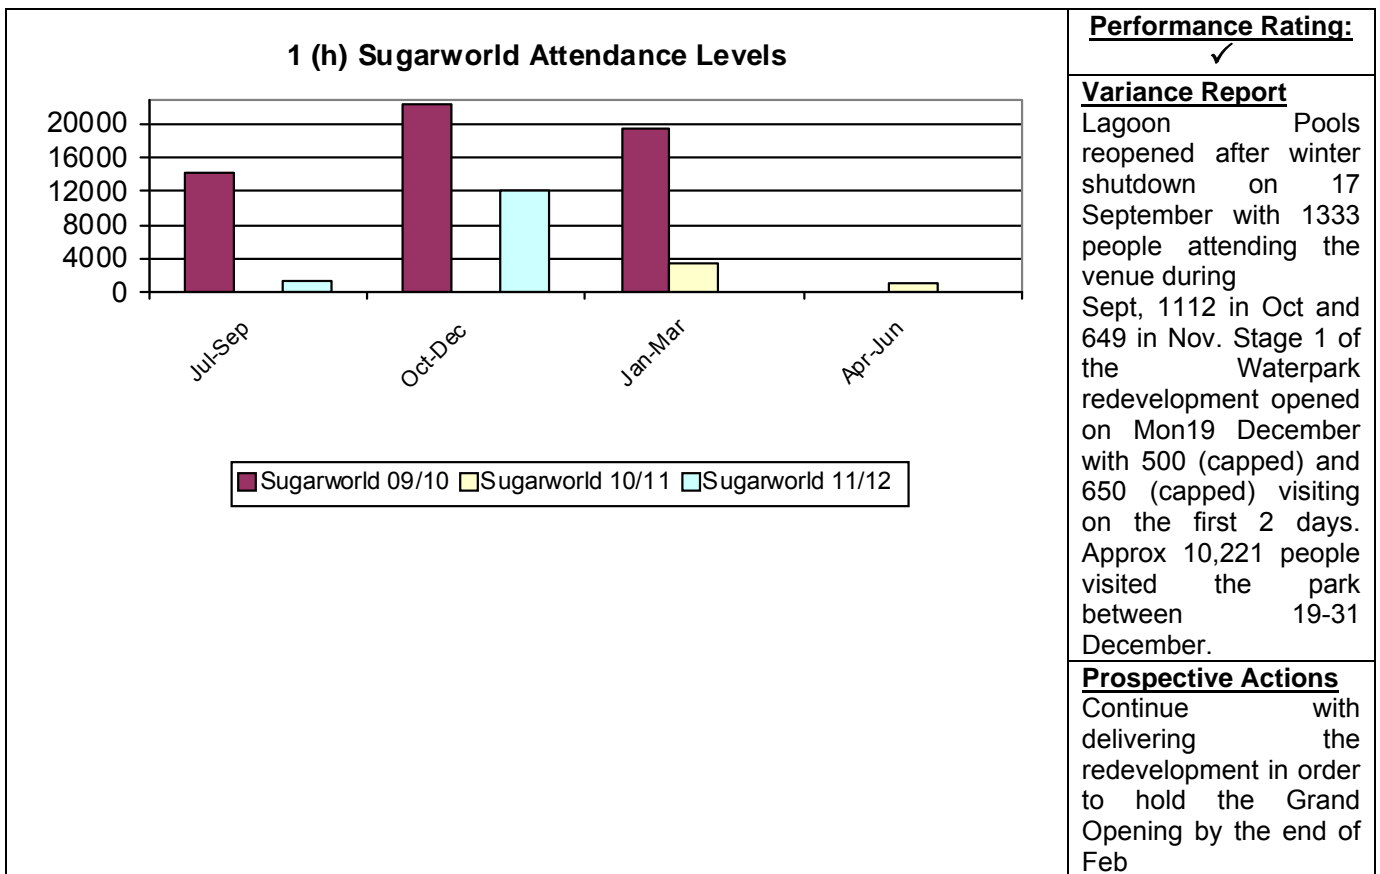 1 (h) Sugarworld Attendance Levels
20000
16000
12000
8000
4000
0
Jul-Sep
Oct-Dec
Jan-Mar
Apr-Jun
Sugarworld 09/10 Sugarworld 10/11 Sugarworld 11/12
Performance Rating:
✓
Variance Report
Lagoon Pools
reopened after winter
shutdown on 17
September with 1333
people attending the
venue during
Sept, 1112 in Oct and
649 in Nov. Stage 1 of
the Waterpark
redevelopment opened
on Mon19 December
with 500 (capped) and
650 (capped) visiting
on the first 2 days.
Approx 10,221 people
visited the park
between 19-31
December.
Prospective Actions
Continue with
delivering the
redevelopment in order
to hold the Grand
Opening by the end of
Feb